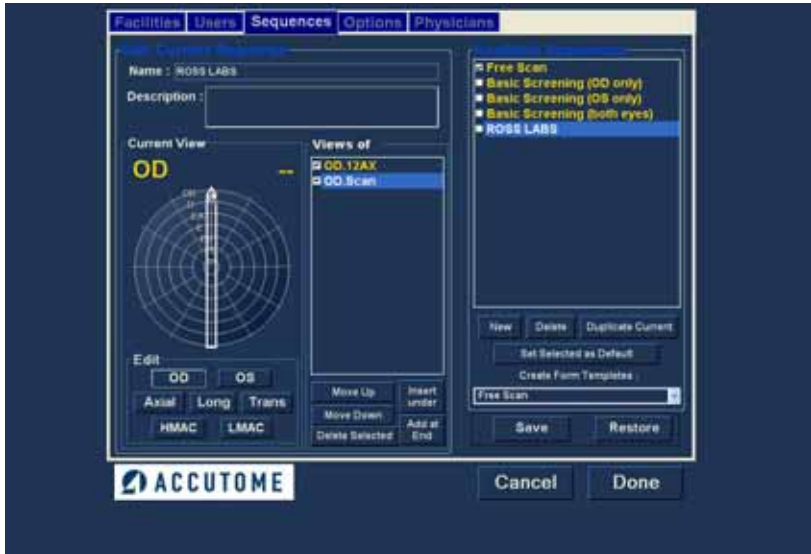 Facilities Users Sequences Options Physicians
Name : ROSS LABS
Description :
Current View
OD --
Edit
OD OS
Axial Long Trans
HMAC LMAC
Views of
OD.12AX
OD.Scan
Move Up
Insert under
Move Down
Add at End
Delete Selected
Free Scan
Basic Screening (OD only)
Basic Screening (OS only)
Basic Screening (both eyes)
ROSS LABS
New Delete Duplicate Current
Set Selected as Default
Create Form Templates
Free Scan
Save Restore
ACCUTOME
Cancel Done